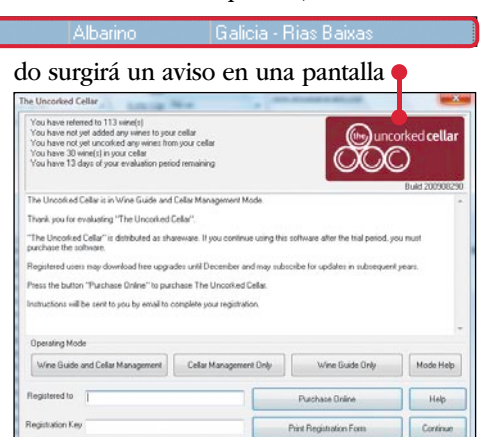 Albarino Galicia - Rias Baixas
do surgirá un aviso en una pantalla
The Uncorked Cellar
You have referred to 113 wine(s)
You have not yet added any wines to your cellar
You have not yet uncorked any wines from your cellar
You have 30 wine(s) in your cellar
You have 13 days of your evaluation period remaining
the uncorked cellar
Build 200908290
The Uncorked Cellar is in Wine Guide and Cellar Management Mode.
Thank you for evaluating "The Uncorked Cellar".
"The Uncorked Cellar" is distributed as shareware. If you continue using this software after the trial period, you must
purchase the software.
Registered users may download free upgrades until December and may subscribe for updates in subsequent years.
Press the button "Purchase Online" to purchase The Uncorked Cellar.
Instructions will be sent to you by email to complete your registration.
Operating Mode
Wine Guide and Cellar Management Cellar Management Only Wine Guide Only Mode Help
Registered to Purchase Online Help
Registration Key Print Registration Form Continue